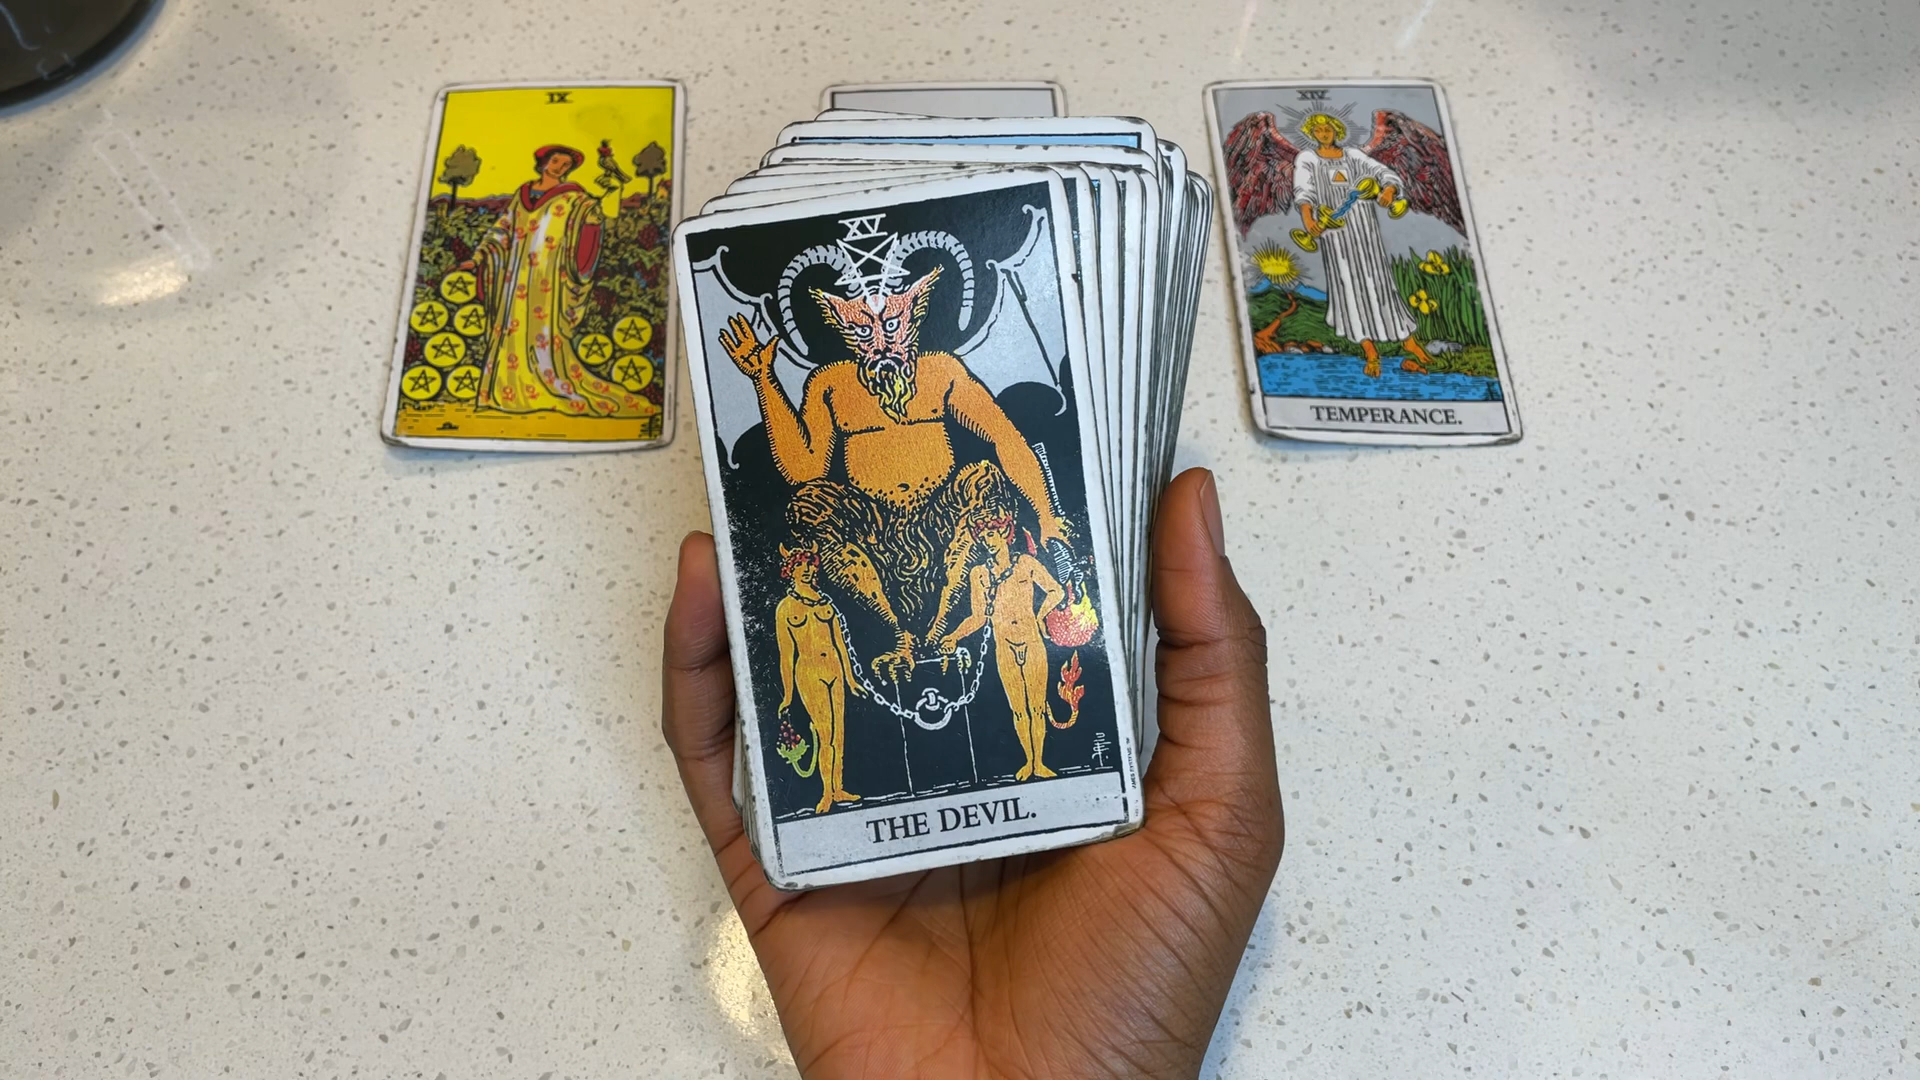 IX
XIV
TEMPERANCE.
XV
THE DEVIL.